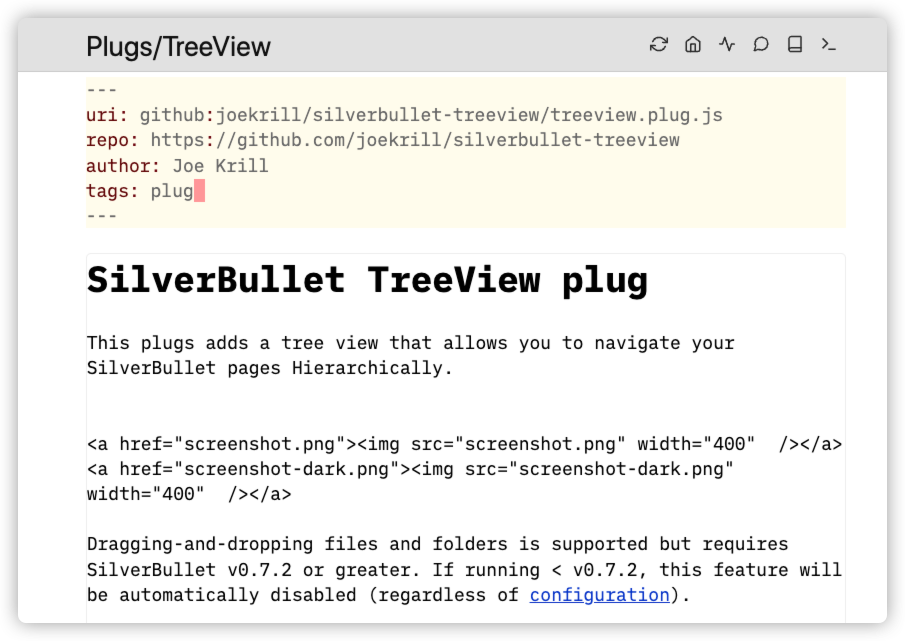 Plugs/TreeView
---
uri: github:joekrill/silverbullet-treeview/treeview.plug.js
repo: https://github.com/joekrill/silverbullet-treeview
author: Joe Krill
tags: plug
---
SilverBullet TreeView plug
This plugs adds a tree view that allows you to navigate your
SilverBullet pages Hierarchically.
<a href="screenshot.png"><img src="screenshot.png" width="400"  /></a>
<a href="screenshot-dark.png"><img src="screenshot-dark.png"
width="400"  /></a>
Dragging-and-dropping files and folders is supported but requires
SilverBullet v0.7.2 or greater. If running < v0.7.2, this feature will
be automatically disabled (regardless of configuration).